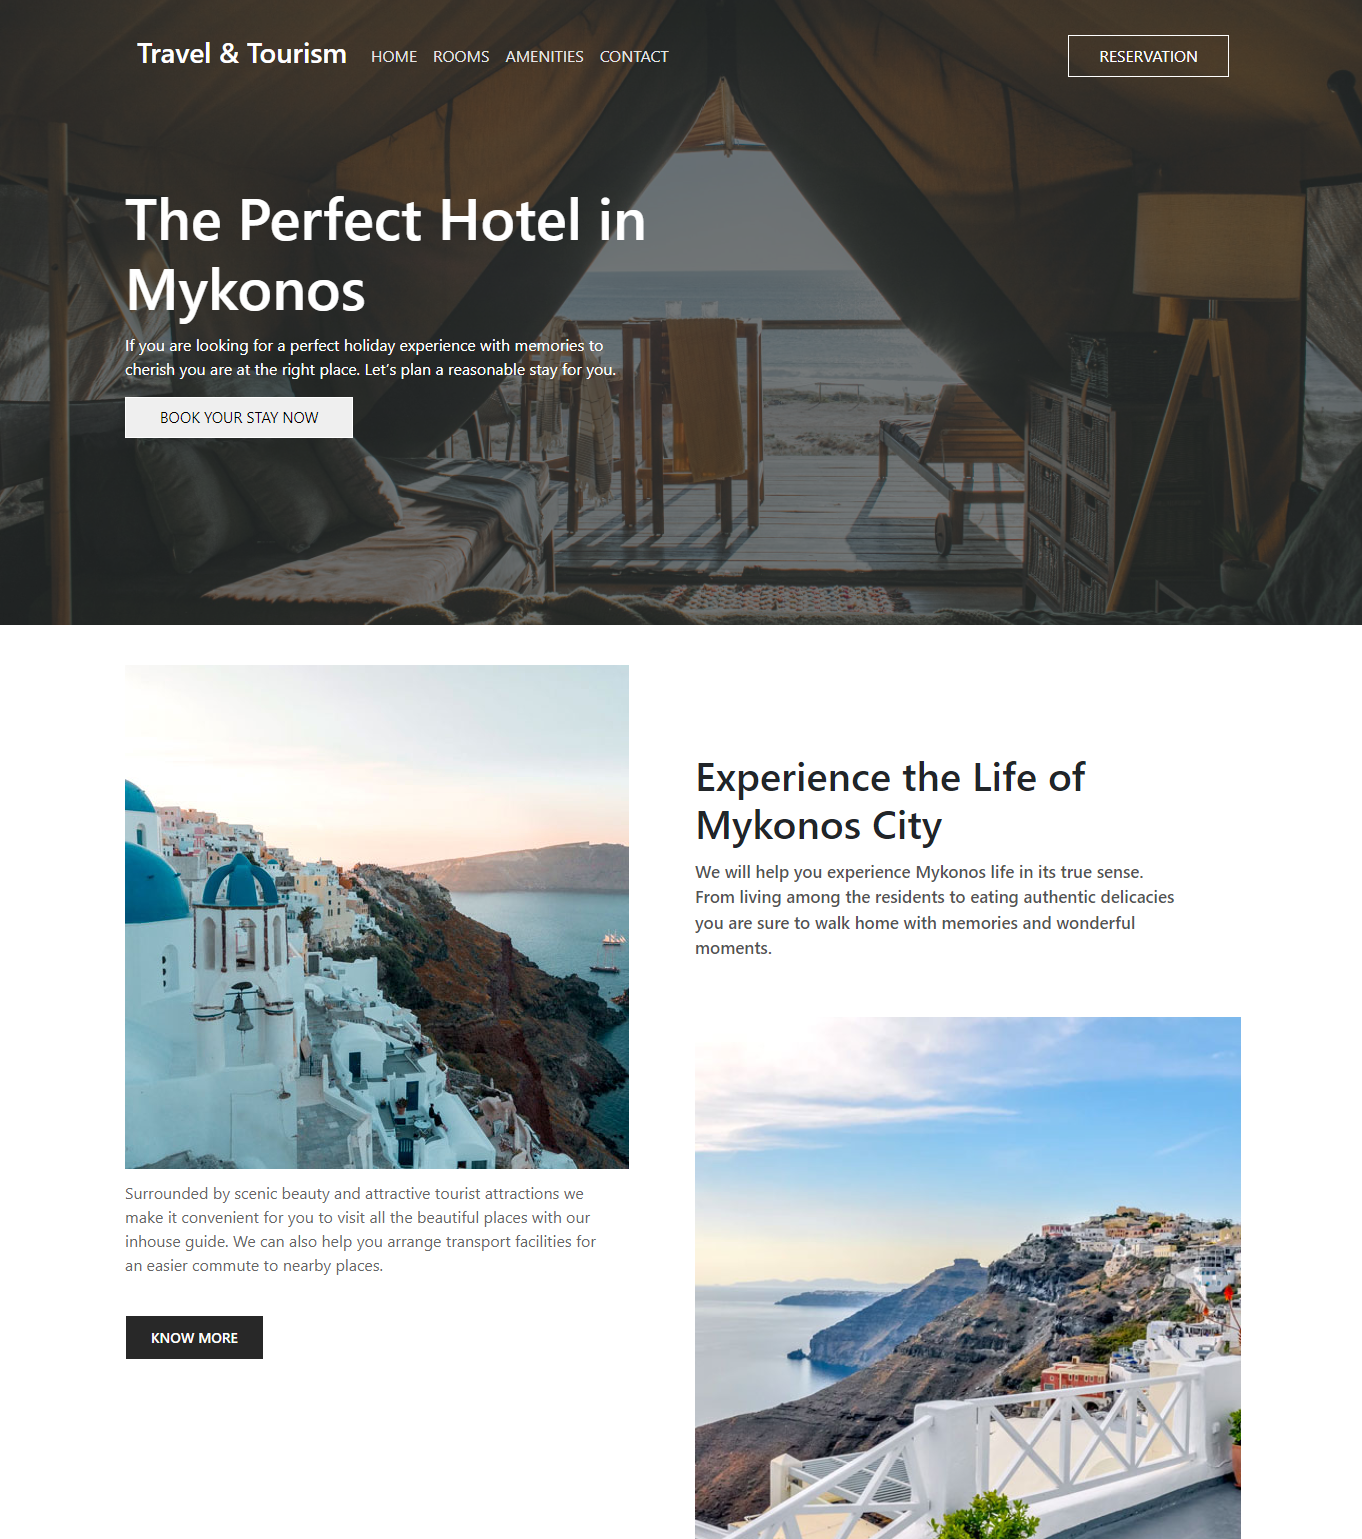 Travel & Tourism HOME ROOMS AMENITIES CONTACT RESERVATION
The Perfect Hotel in
Mykonos
If you are looking for a perfect holiday experience with memories to
cherish you are at the right place. Let's plan a reasonable stay for you.
BOOK YOUR STAY NOW
Experience the Life of
Mykonos City
We will help you experience Mykonos life in its true sense.
From living among the residents to eating authentic delicacies
you are sure to walk home with memories and wonderful
moments.
Surrounded by scenic beauty and attractive tourist attractions we
make it convenient for you to visit all the beautiful places with our
inhouse guide. We can also help you arrange transport facilities for
an easier commute to nearby places.
KNOW MORE